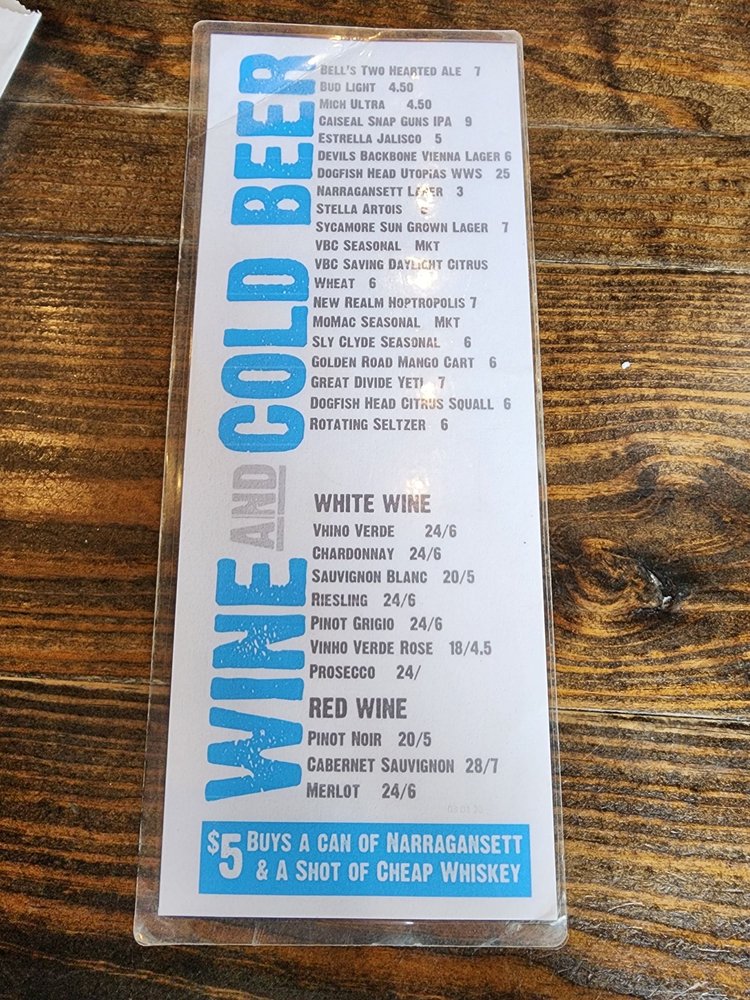 WINE AND COLD BEER
BELL'S TWO HEARTED ALE 7
BUD LIGHT 4.50
MICH ULTRA 4.50
CAISEAL SNAP GUNS IPA 9
ESTRELLA JALISCO 5
DEVILS BACKBONE VIENNA LAGER 6
DOGFISH HEAD UTOPIAS WWS 25
NARRAGANSETT LAGER 3
STELLA ARTOIS
SYCAMORE SUN GROWN LAGER 7
VBC SEASONAL MKT
VBC SAVING DAYLIGHT CITRUS
WHEAT 6
NEW REALM HOPTROPOLIS 7
MOMAC SEASONAL MKT
SLY CLYDE SEASONAL 6
GOLDEN ROAD MANGO CART 6
GREAT DIVIDE YETI 7
DOGFISH HEAD CITRUS SQUALL 6
ROTATING SELTZER 6
WHITE WINE
VHINO VERDE 24/6
CHARDONNAY 24/6
SAUVIGNON BLANC 20/5
RIESLING 24/6
PINOT GRIGIO 24/6
VINHO VERDE ROSE 18/4.5
PROSECCO 24/
RED WINE
PINOT NOIR 20/5
CABERNET SAUVIGNON 28/7
MERLOT 24/6
$5 BUYS A CAN OF NARRAGANSETT
& A SHOT OF CHEAP WHISKEY